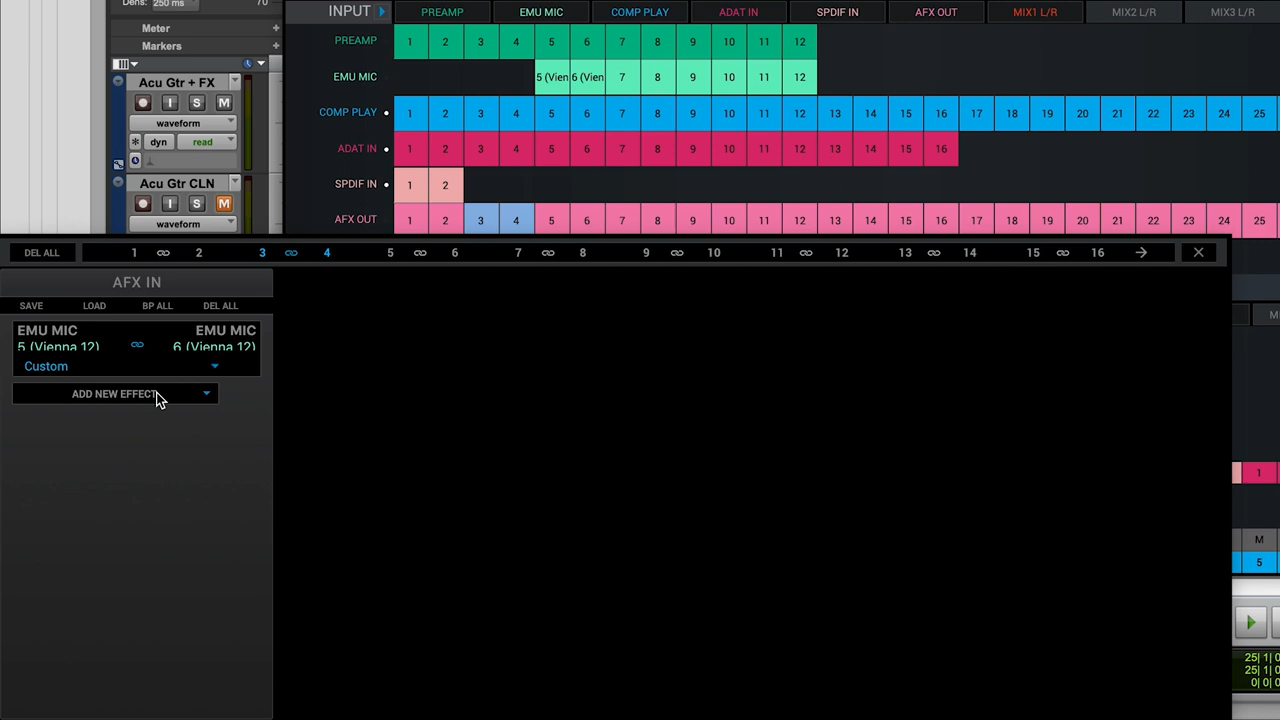 Dens: 250 ms 70
Meter +
Markers +
Acu Gtr + FX
I S M
waveform
* dyn read
Acu Gtr CLN
I S M
waveform
INPUT PREAMP EMU MIC COMP PLAY ADAT IN SPDIF IN AFX OUT MIX1 L/R MIX2 L/R MIX3 L/R
PREAMP 1 2 3 4 5 6 7 8 9 10 11 12
EMU MIC 5 (Vien 6 (Vien 7 8 9 10 11 12
COMP PLAY 1 2 3 4 5 6 7 8 9 10 11 12 13 14 15 16 17 18 19 20 21 22 23 24 25
ADAT IN 1 2 3 4 5 6 7 8 9 10 11 12 13 14 15 16
SPDIF IN 1 2
AFX OUT 1 2 3 4 5 6 7 8 9 10 11 12 13 14 15 16 17 18 19 20 21 22 23 24 25
DEL ALL 1 2 3 4 5 6 7 8 9 10 11 12 13 14 15 16
AFX IN
SAVE LOAD BP ALL DEL ALL
EMU MIC EMU MIC
5 (Vienna 12) 6 (Vienna 12)
Custom
ADD NEW EFFECT
M
1
M
5
25| 1| 0
25| 1| 0
0| 0| 0